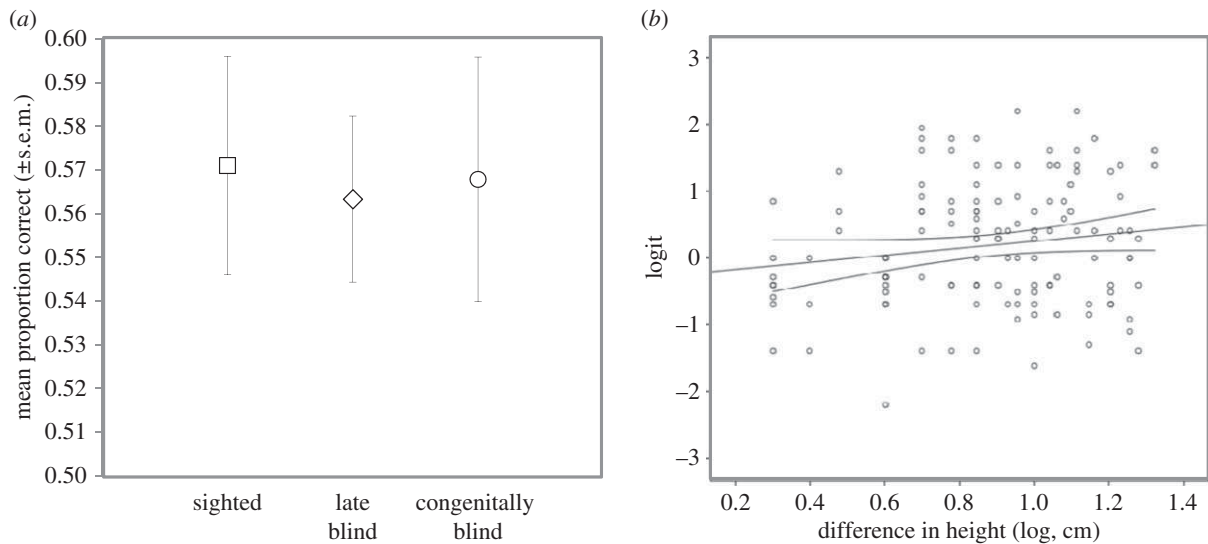 (a)
0.60
0.59
0.58
0.57
0.56
0.55
0.54
0.53
0.52
0.51
0.50
mean proportion correct (±s.e.m.)
sighted
late
blind
congenitally
blind
(b)
3
2
1
0
–1
–2
–3
logit
0.2 0.4 0.6 0.8 1.0 1.2 1.4
difference in height (log, cm)